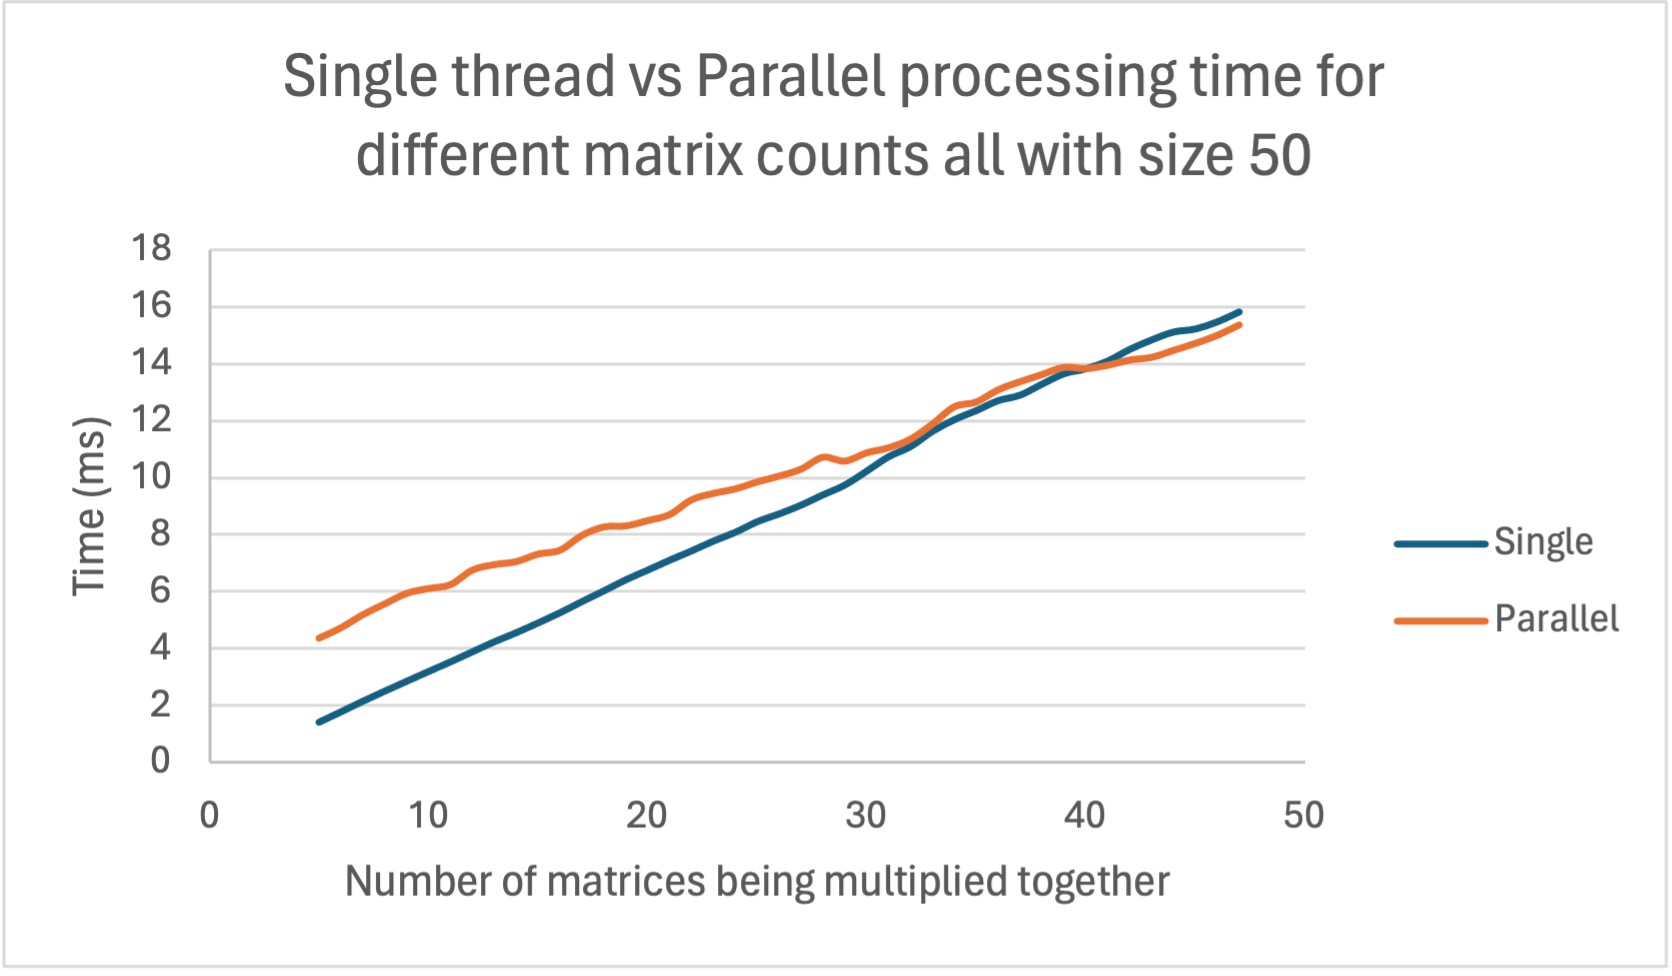 Single thread vs Parallel processing time for
different matrix counts all with size 50
18
16
14
12
10
8
6
4
2
0
Time (ms)
0 10 20 30 40 50
Number of matrices being multiplied together
Single
Parallel